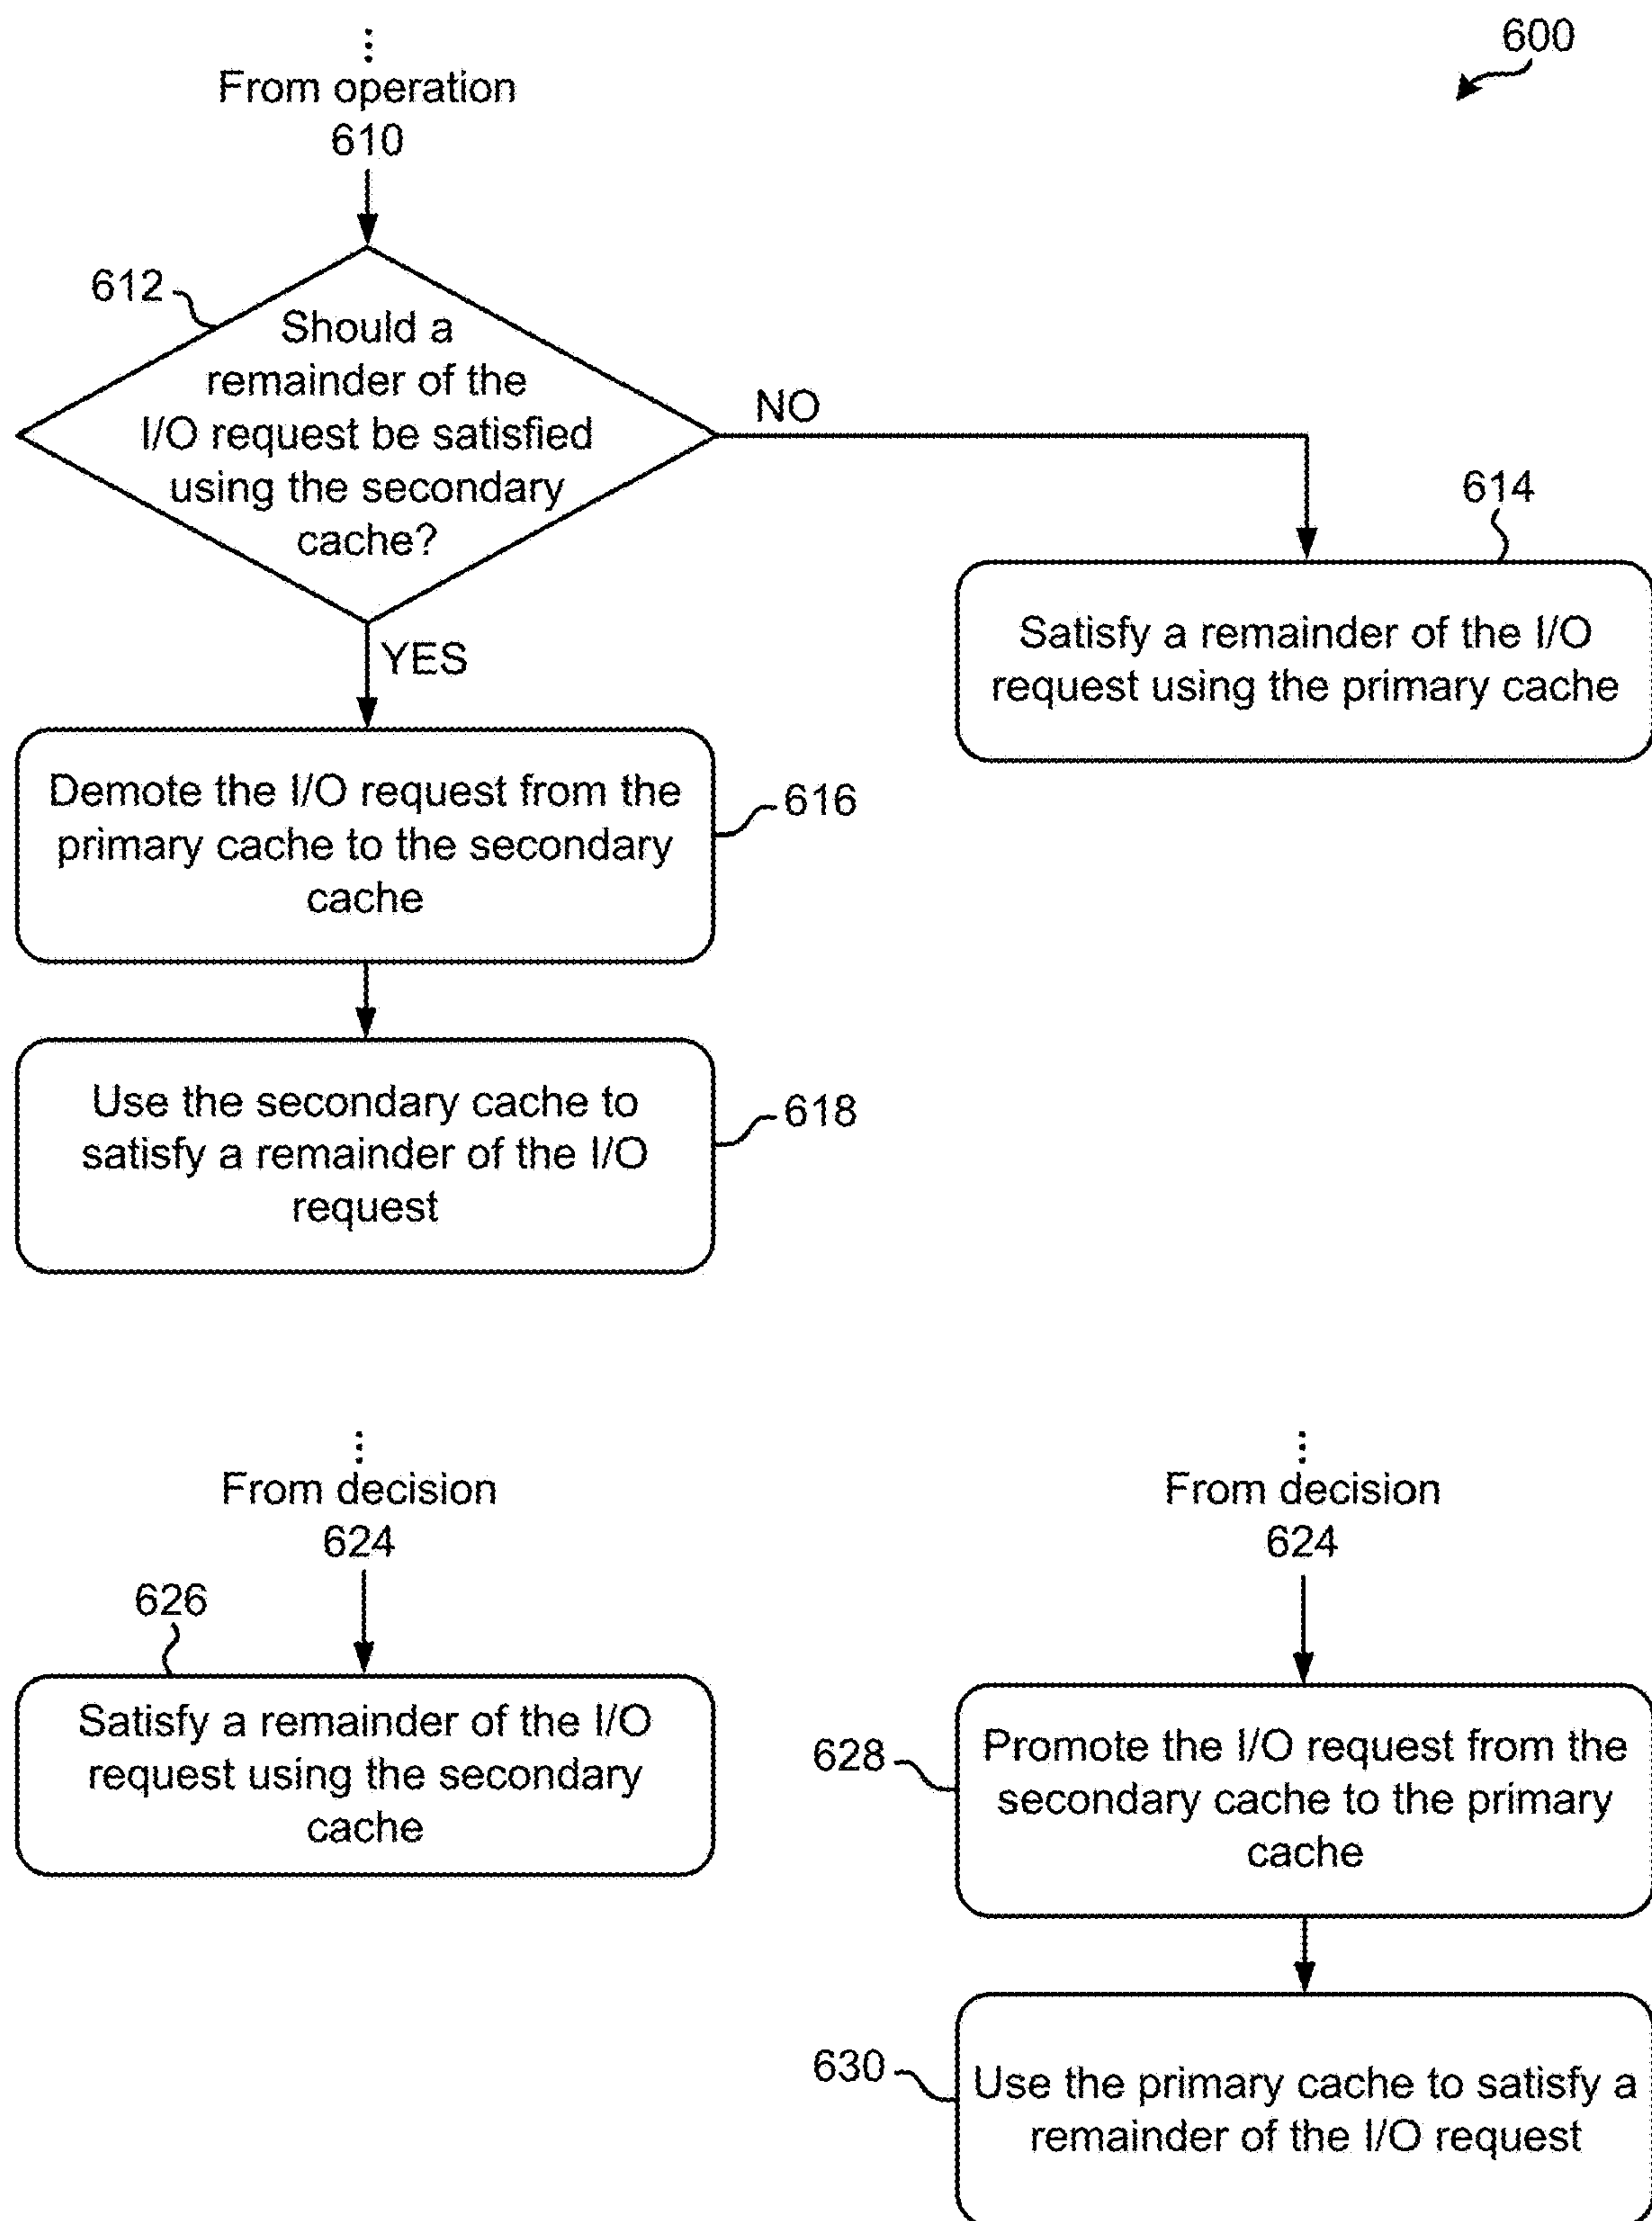 600
From operation
610
612
Should a
remainder of the
I/O request be satisfied
using the secondary
cache?
NO
YES
614
Satisfy a remainder of the I/O
request using the primary cache
Demote the I/O request from the
primary cache to the secondary
cache
616
Use the secondary cache to
satisfy a remainder of the I/O
request
618
From decision
624
626
Satisfy a remainder of the I/O
request using the secondary
cache
From decision
624
628
Promote the I/O request from the
secondary cache to the primary
cache
630
Use the primary cache to satisfy a
remainder of the I/O request